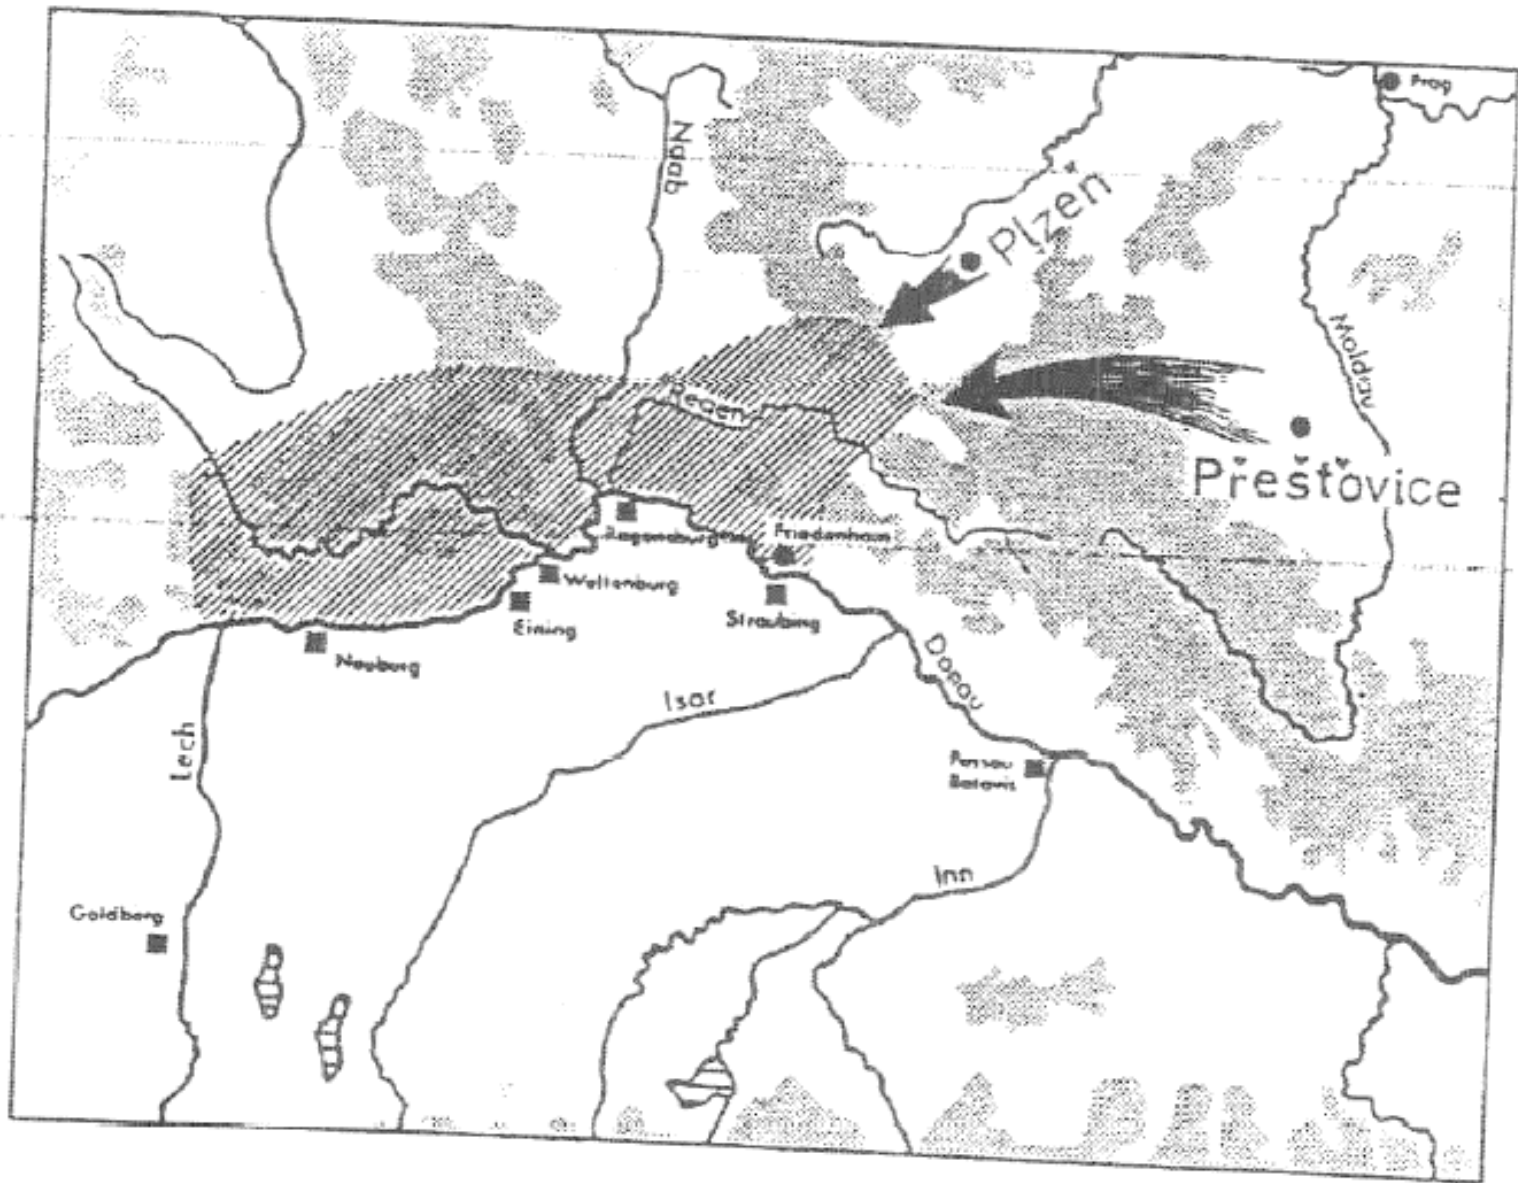 Prag
Naab
Plzeň
Moldau
Regen
Přešťovice
Regensburg
Friedenhain
Weltenburg
Eining
Straubing
Neuburg
Donau
Isar
Lech
Passau
Batavis
Inn
Goldberg